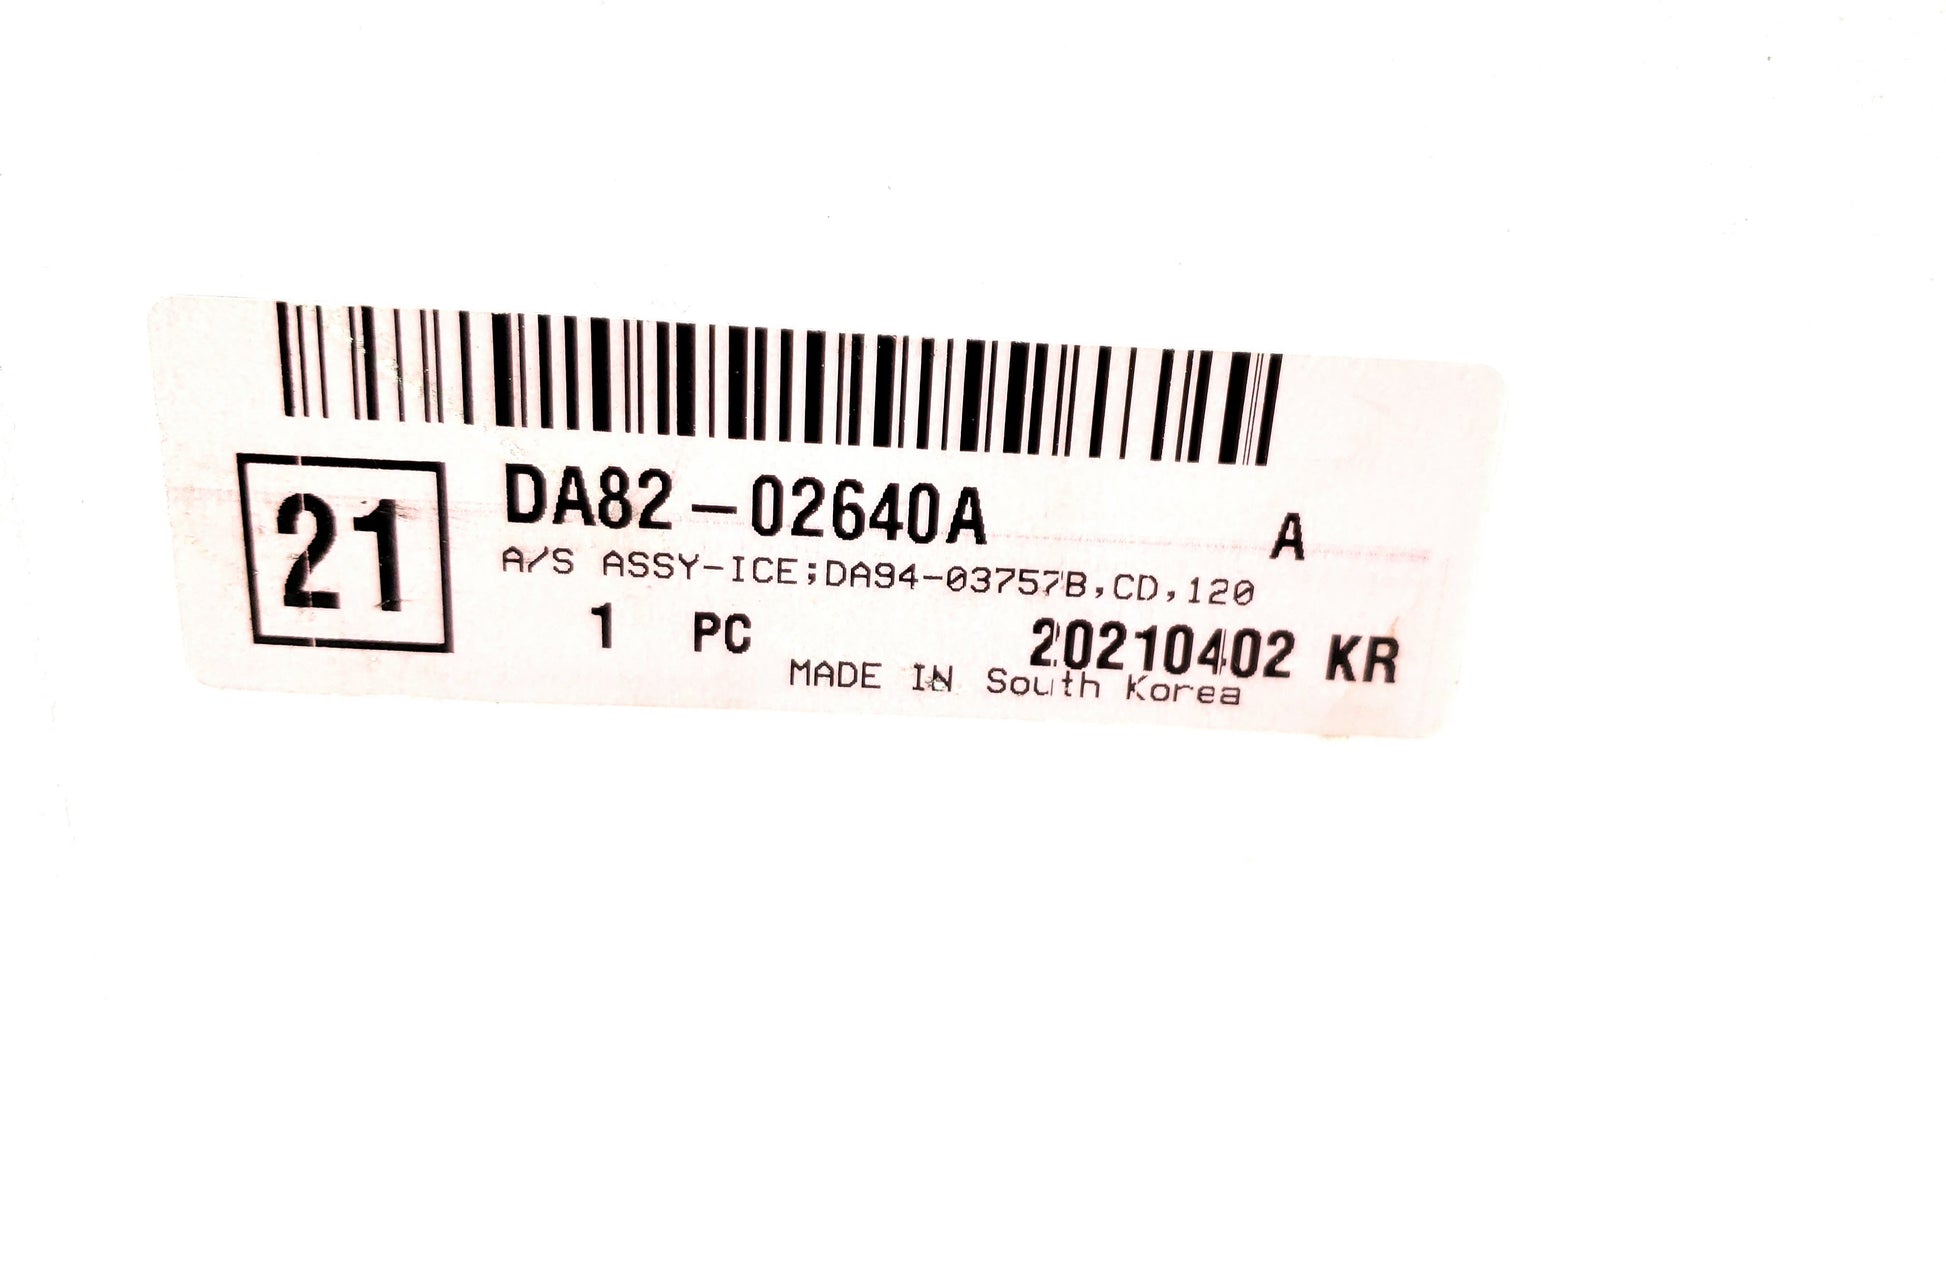 21
DA82-02640A A
A/S ASSY-ICE;DA94-03757B,CD,120
1 PC 20210402 KR
MADE IN South Korea